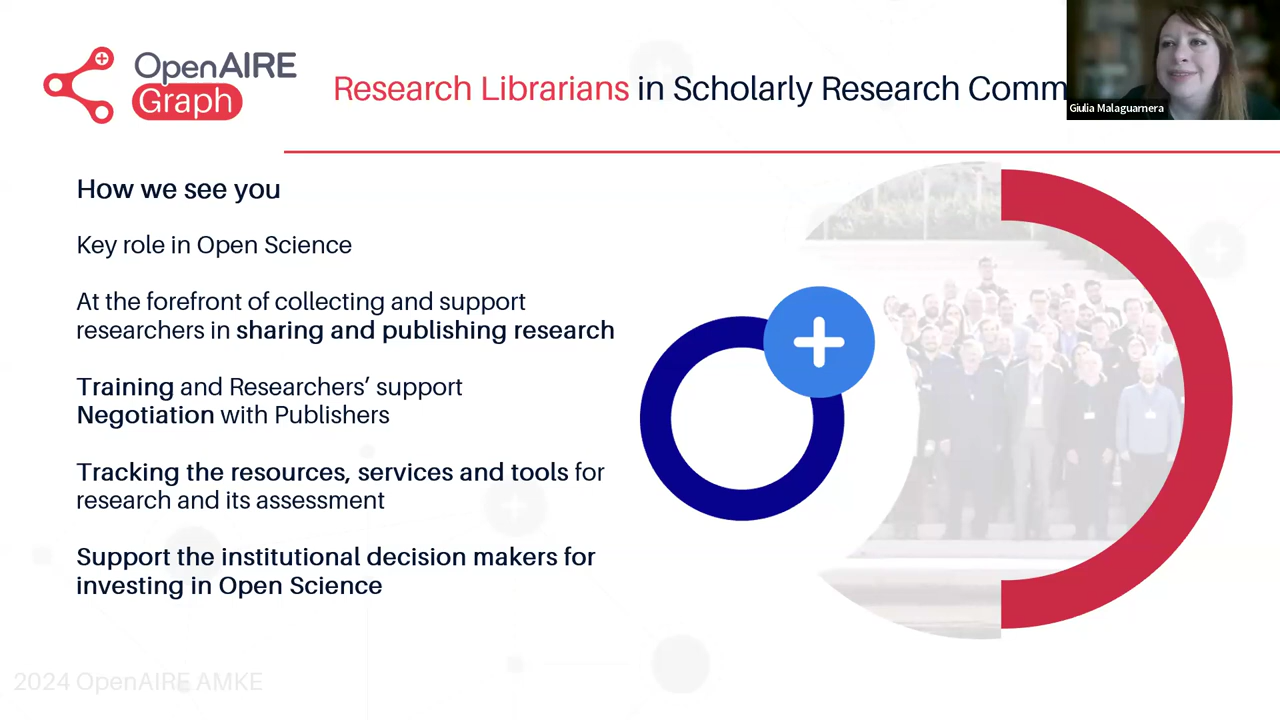 OpenAIRE
Graph
Research Librarians in Scholarly Research Comm
Giulia Malaguarnera
How we see you
Key role in Open Science
At the forefront of collecting and support
researchers in sharing and publishing research
Training and Researchers’ support
Negotiation with Publishers
Tracking the resources, services and tools for
research and its assessment
Support the institutional decision makers for
investing in Open Science
2024 OpenAIRE AMKE